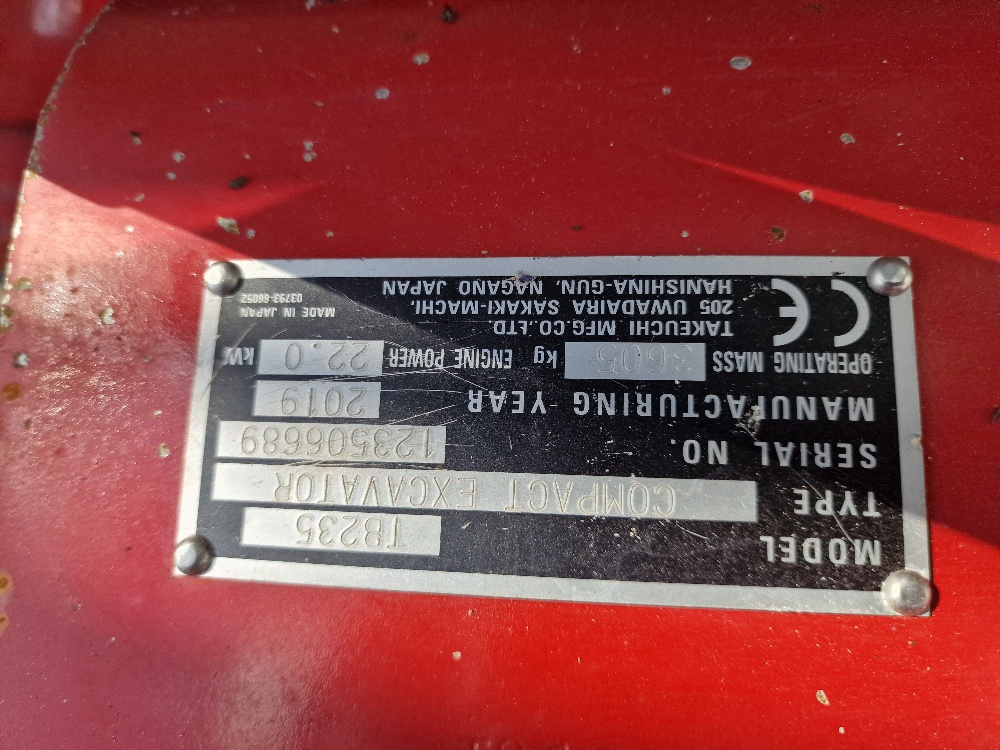 MODEL TB235
TYPE COMPACT EXCAVATOR
SERIAL NO. 123506689
MANUFACTURING YEAR 2019
OPERATING MASS 3605 kg ENGINE POWER 22.0 kW
CE
TAKEUCHI MFG.CO.,LTD.
205 UWADAIRA SAKAKI-MACHI,
HANISHINA-GUN, NAGANO JAPAN
MADE IN JAPAN
03793-66052